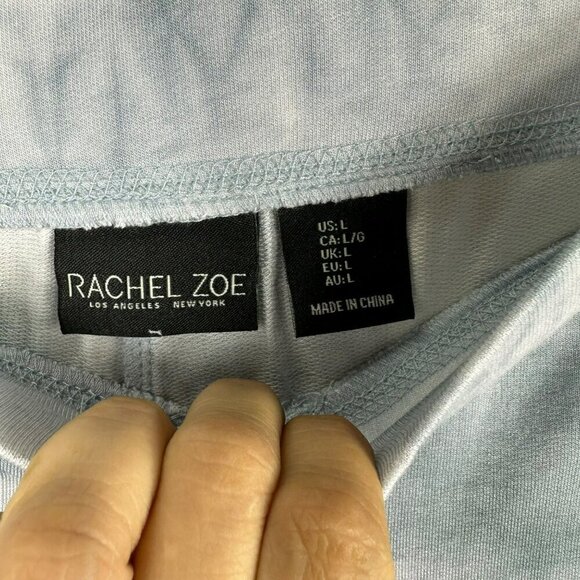 RACHEL ZOE
LOS ANGELES NEW YORK
US: L
CA: L/G
UK: L
EU: L
AU: L
MADE IN CHINA